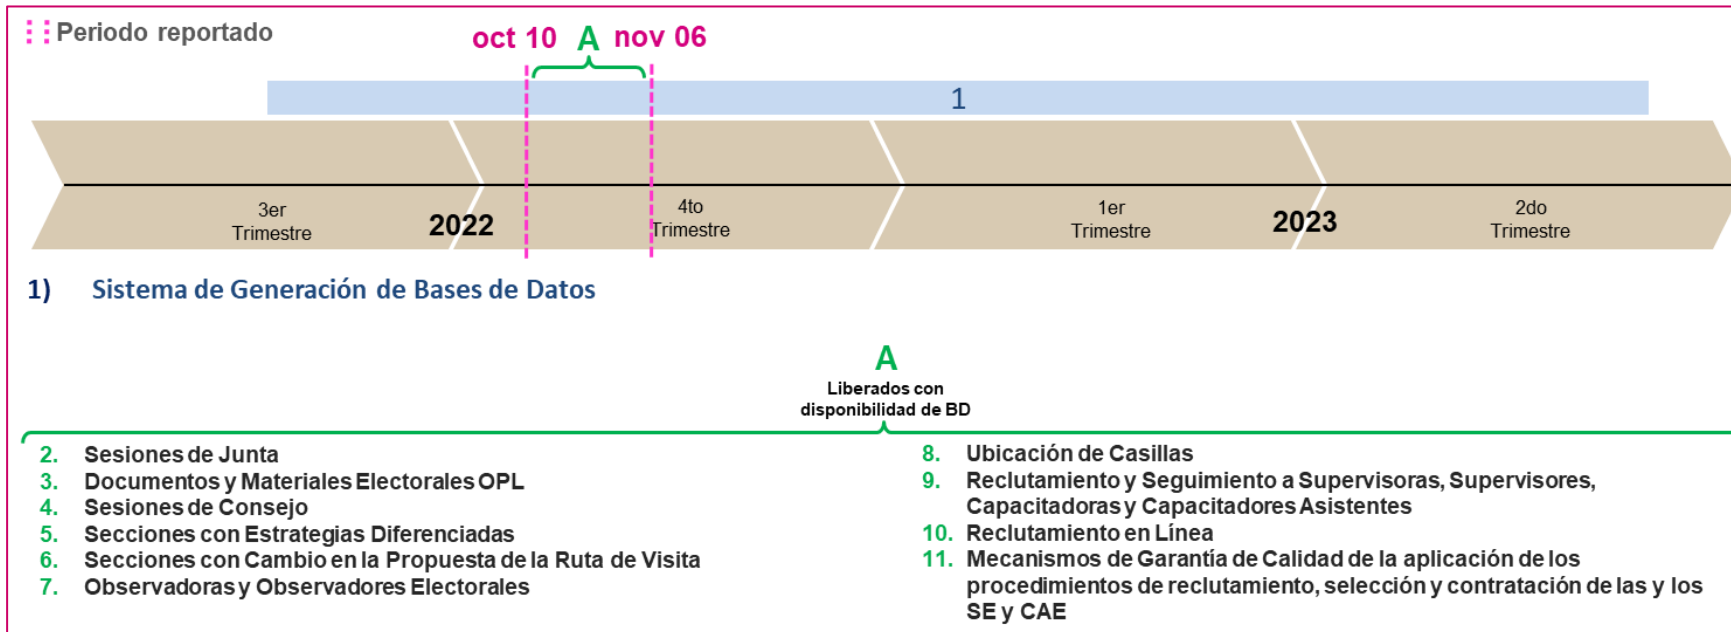 Periodo reportado
oct 10 A nov 06
1
3er
Trimestre
2022
4to
Trimestre
1er
Trimestre
2023
2do
Trimestre
1) Sistema de Generación de Bases de Datos
A
Liberados con
disponibilidad de BD
2. Sesiones de Junta
3. Documentos y Materiales Electorales OPL
4. Sesiones de Consejo
5. Secciones con Estrategias Diferenciadas
6. Secciones con Cambio en la Propuesta de la Ruta de Visita
7. Observadoras y Observadores Electorales
8. Ubicación de Casillas
9. Reclutamiento y Seguimiento a Supervisoras, Supervisores,
Capacitadoras y Capacitadores Asistentes
10. Reclutamiento en Línea
11. Mecanismos de Garantía de Calidad de la aplicación de los
procedimientos de reclutamiento, selección y contratación de las y los
SE y CAE